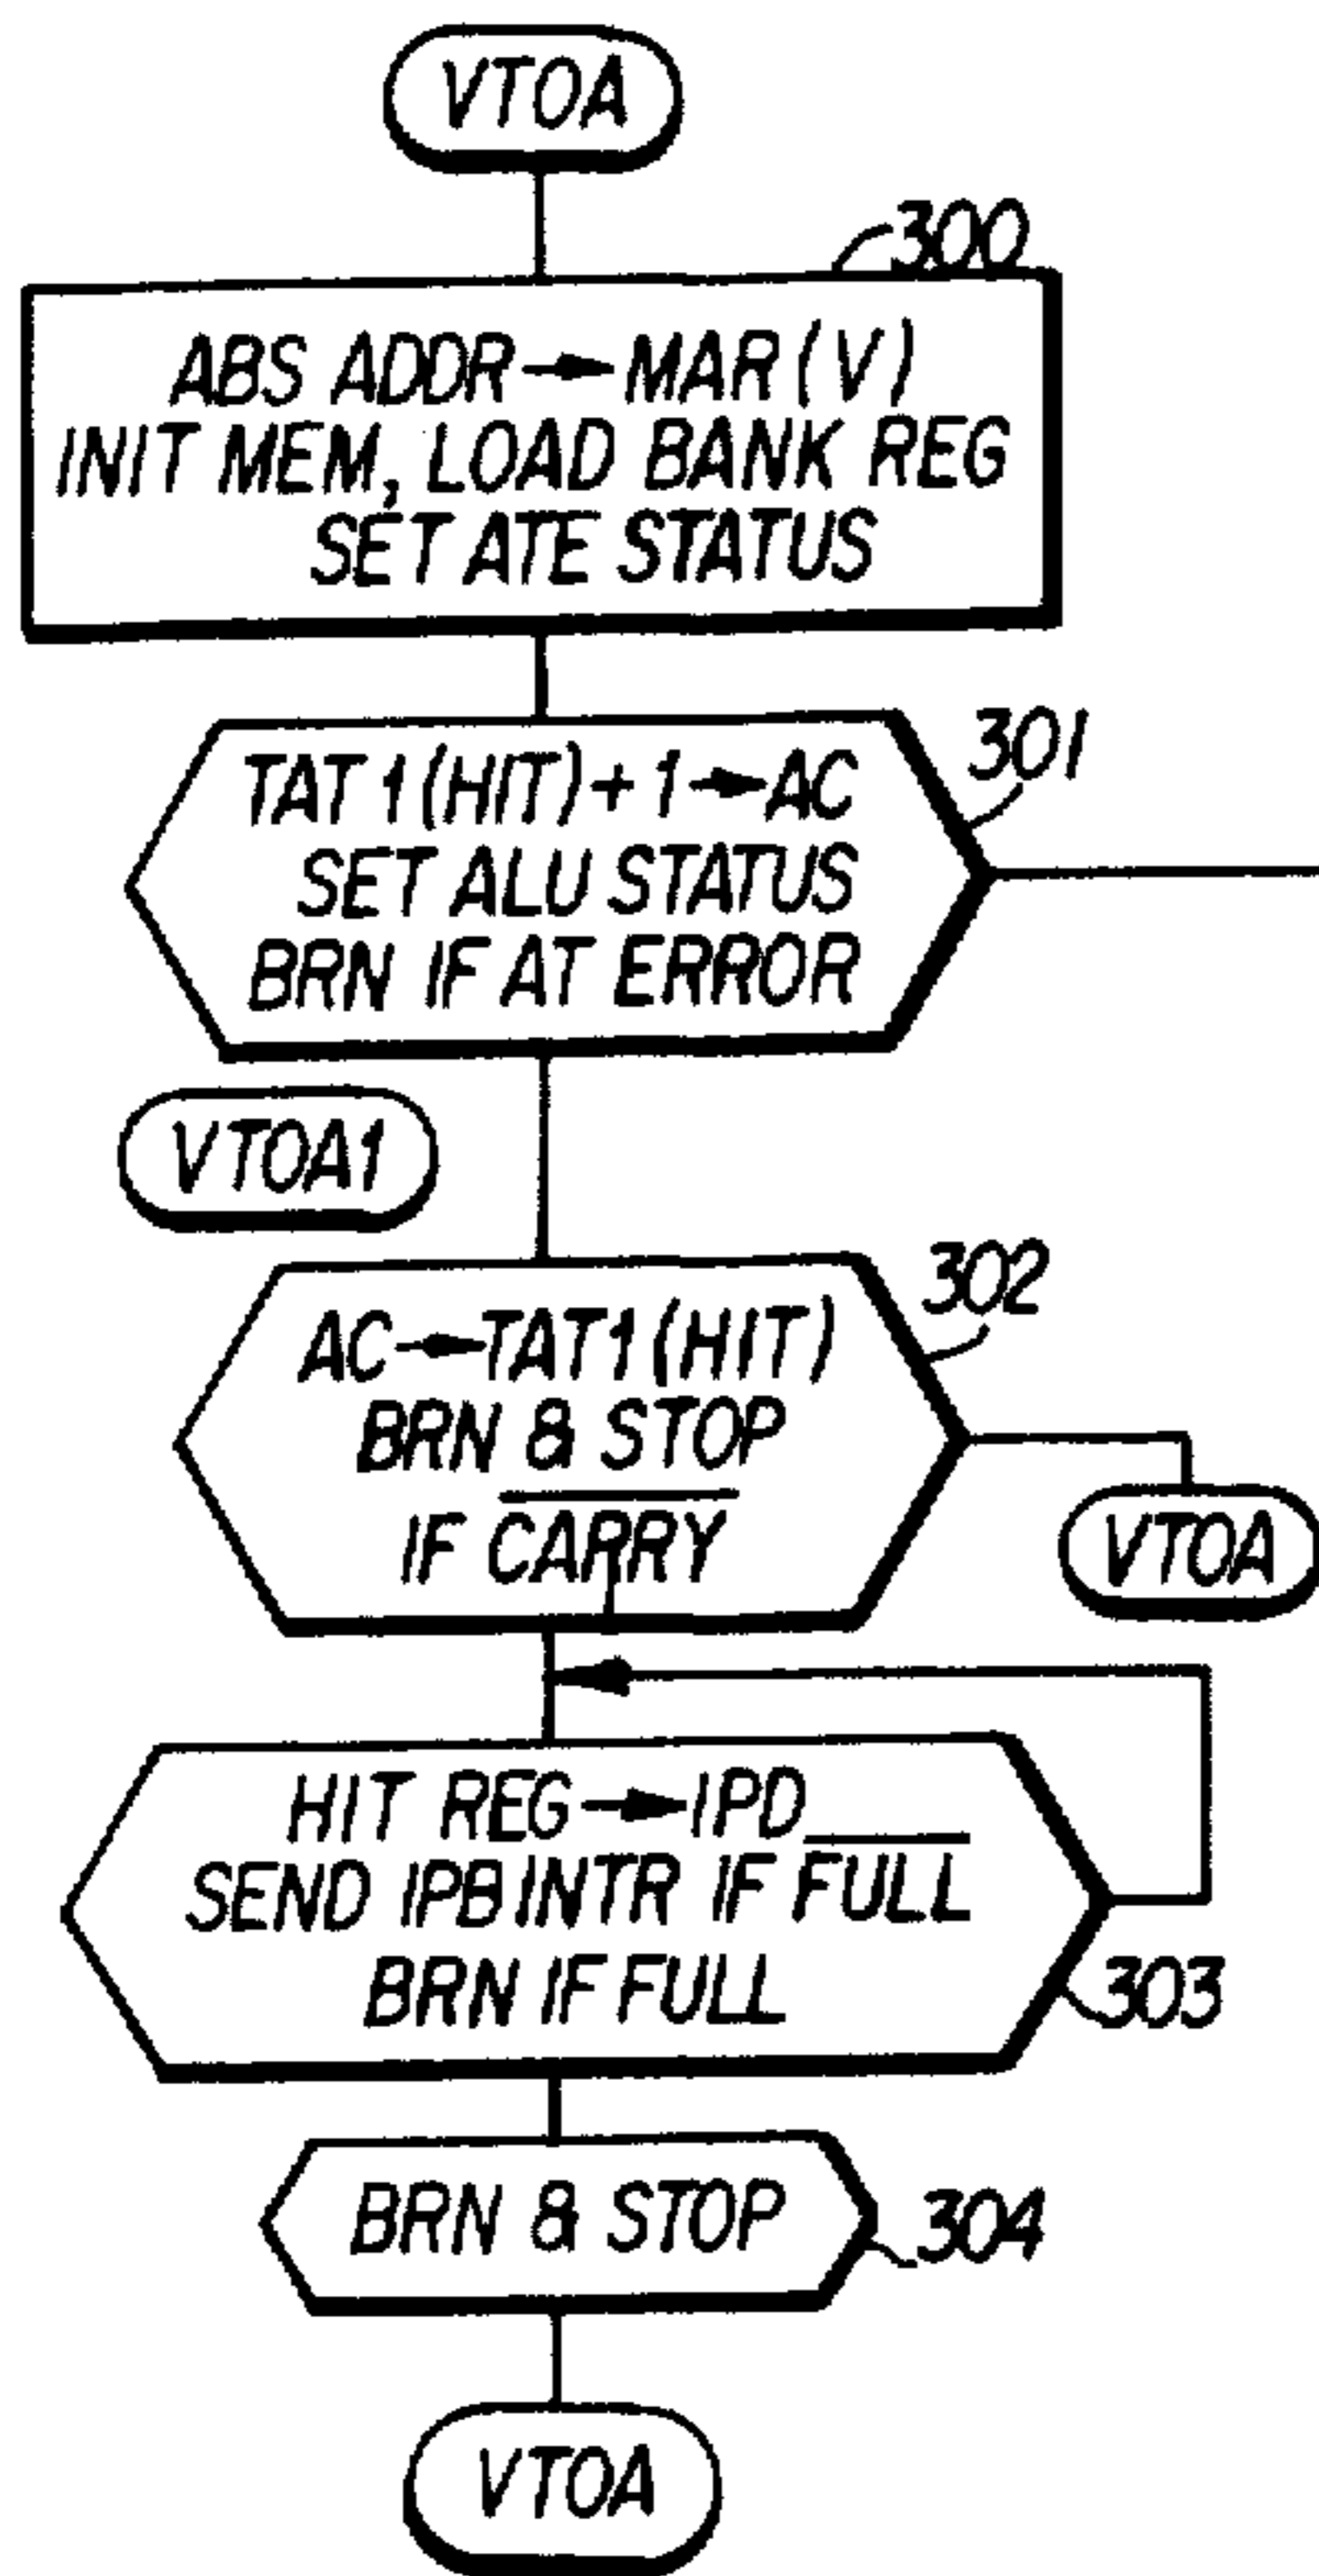 VTOA
300
ABS ADDR→MAR(V)
INIT MEM, LOAD BANK REG
SET ATE STATUS
301
TAT 1(HIT)+1→AC
SET ALU STATUS
BRN IF AT ERROR
VTOA1
302
AC→TAT1(HIT)
BRN & STOP
IF C̅A̅R̅R̅Y̅
VTOA
HIT REG→IPD
SEND IPB INTR IF F̅U̅L̅L̅
BRN IF FULL
303
BRN & STOP
304
VTOA